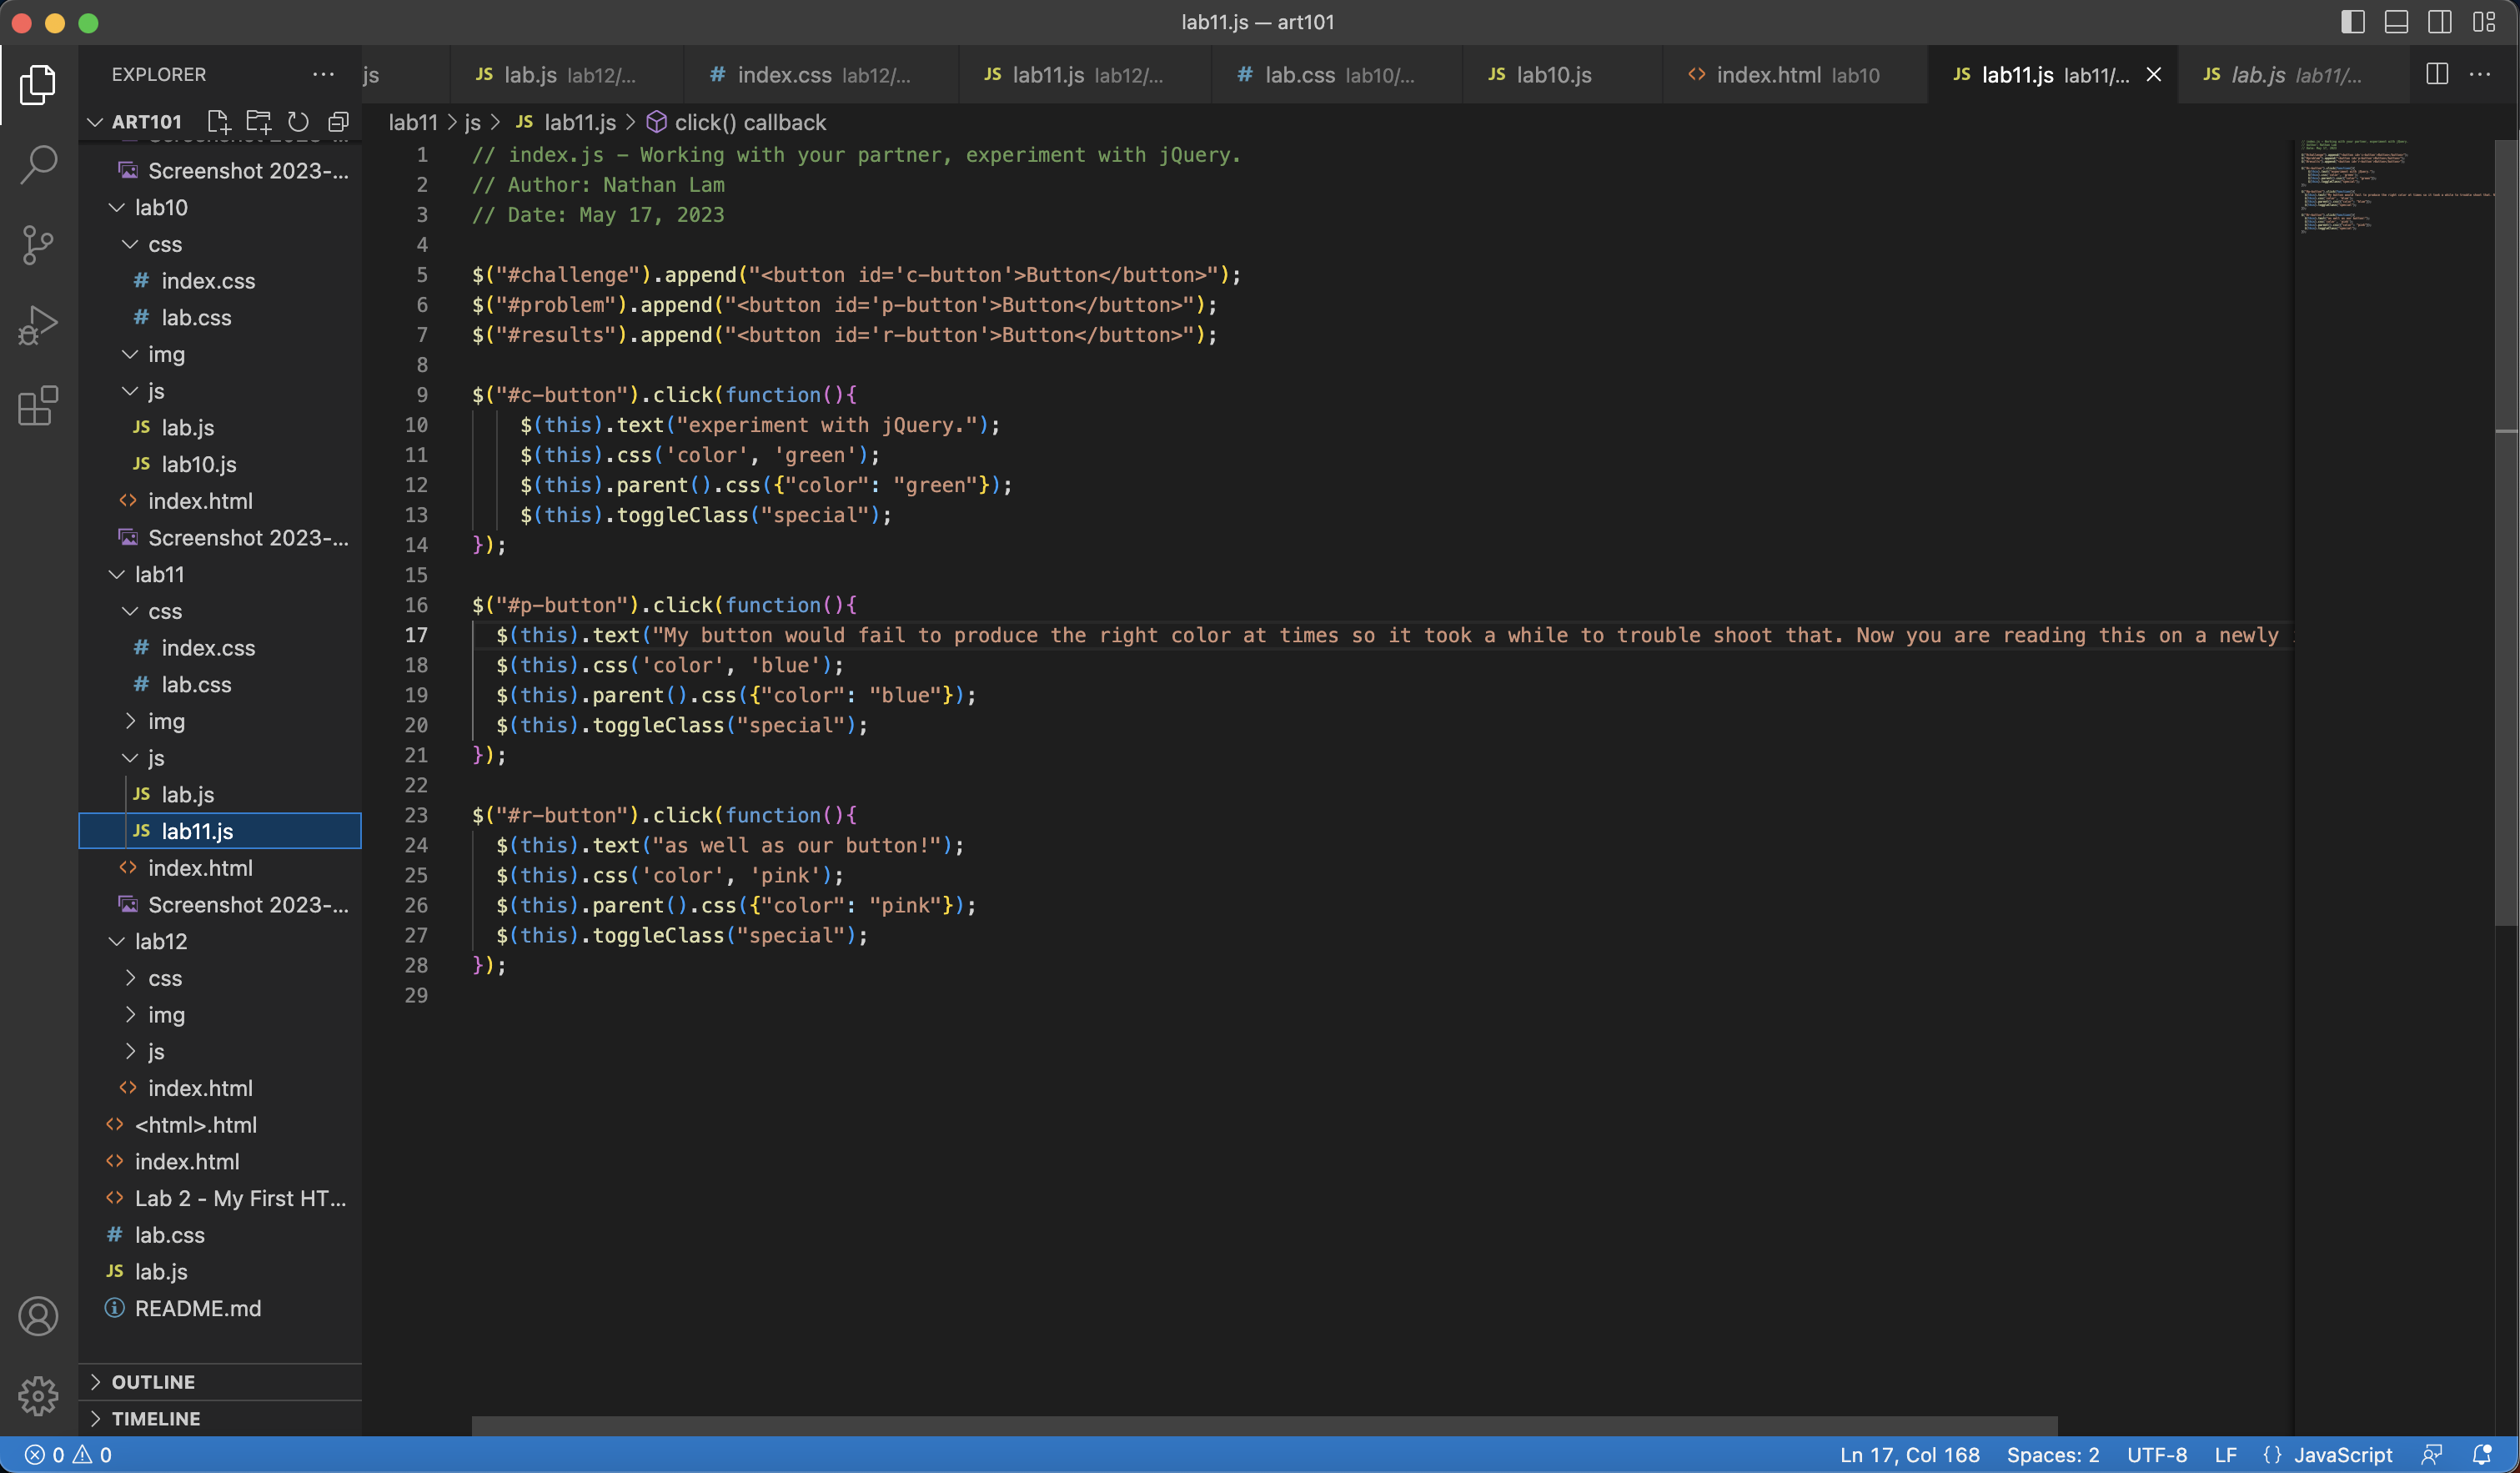 lab11.js — art101
EXPLORER
js
lab.js lab12/...
index.css lab12/...
lab11.js lab12/...
lab.css lab10/...
lab10.js
index.html lab10
lab11.js lab11/...
lab.js lab11/...
ART101
lab11 > js > JS lab11.js > click() callback
Screenshot 2023-...
lab10
css
# index.css
# lab.css
img
js
JS lab.js
JS lab10.js
<> index.html
Screenshot 2023-...
lab11
css
# index.css
# lab.css
img
js
JS lab.js
JS lab11.js
<> index.html
Screenshot 2023-...
lab12
css
img
js
<> index.html
<> <html>.html
<> index.html
<> Lab 2 - My First HT...
# lab.css
JS lab.js
README.md
OUTLINE
TIMELINE
1 // index.js - Working with your partner, experiment with jQuery.
2 // Author: Nathan Lam
3 // Date: May 17, 2023
4
5 $("#challenge").append("<button id='c-button'>Button</button>");
6 $("#problem").append("<button id='p-button'>Button</button>");
7 $("#results").append("<button id='r-button'>Button</button>");
8
9 $("#c-button").click(function(){
10 $(this).text("experiment with jQuery.");
11 $(this).css('color', 'green');
12 $(this).parent().css({"color": "green"});
13 $(this).toggleClass("special");
14 });
15
16 $("#p-button").click(function(){
17 $(this).text("My button would fail to produce the right color at times so it took a while to trouble shoot that. Now you are reading this on a newly
18 $(this).css('color', 'blue');
19 $(this).parent().css({"color": "blue"});
20 $(this).toggleClass("special");
21 });
22
23 $("#r-button").click(function(){
24 $(this).text("as well as our button!");
25 $(this).css('color', 'pink');
26 $(this).parent().css({"color": "pink"});
27 $(this).toggleClass("special");
28 });
29
0 0
Ln 17, Col 168 Spaces: 2 UTF-8 LF {} JavaScript